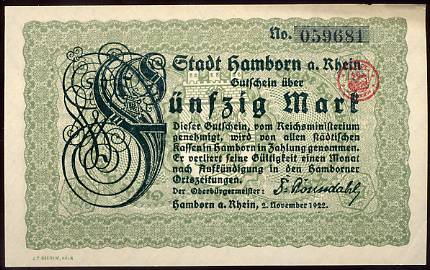 No. 059681
Stadt Hamborn a. Rhein
Gutschein über
Fünfzig Mark
Dieser Gutschein, vom Reichsministerium
genehmigt, wird von allen städtischen
Kassen in Hamborn in Zahlung genommen.
Er verliert seine Gültigkeit einen Monat
nach Ankündigung in den Hamborner
Ortszeitungen.
Der Oberbürgermeister:
Hamborn a. Rhein, 2. November 1922.